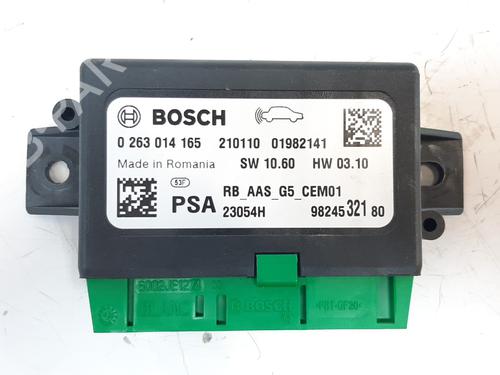 BOSCH
0 263 014 165 210110 01982141
Made in Romania SW 10.60 HW 03.10
53F
RB_AAS_G5_CEM01
PSA 23054H 98245 321 80
BOSCH